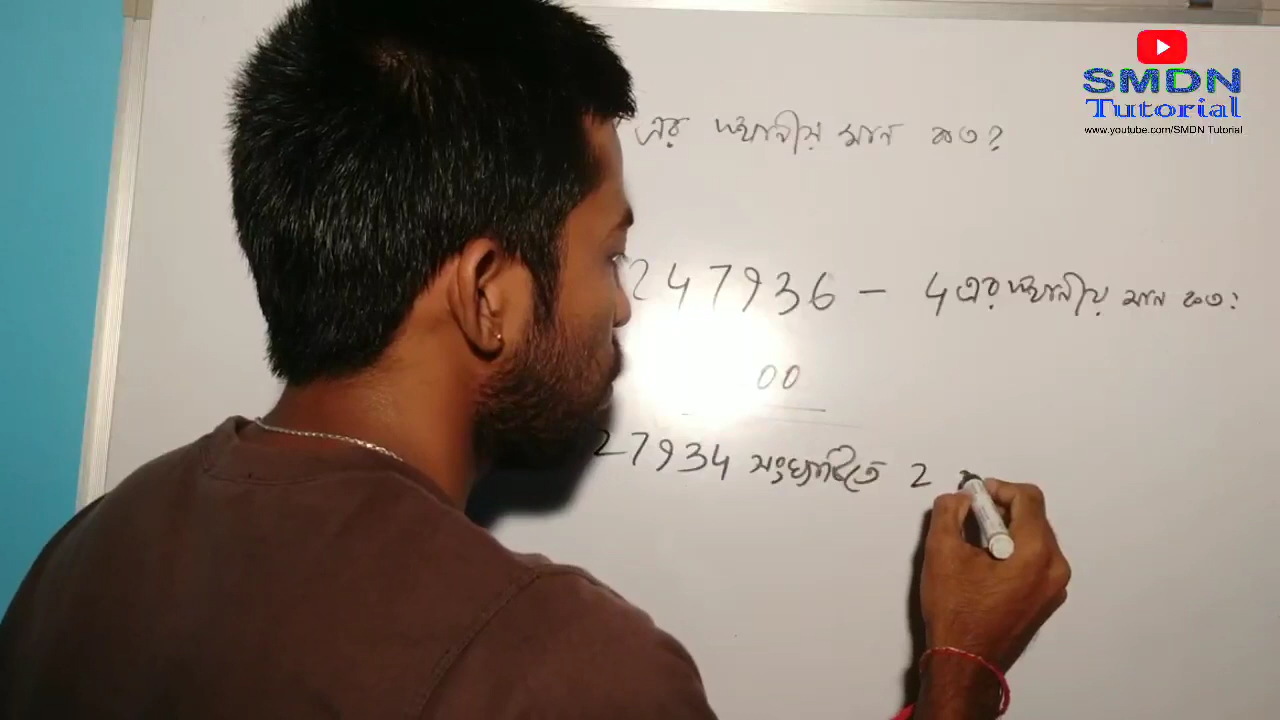 SMDN
Tutorial
www.youtube.com/SMDN Tutorial
এর স্থানীয় মান কত?
247936 — 4 এর স্থানীয় মান কত?
00
27934 সংখ্যাটিতে 2